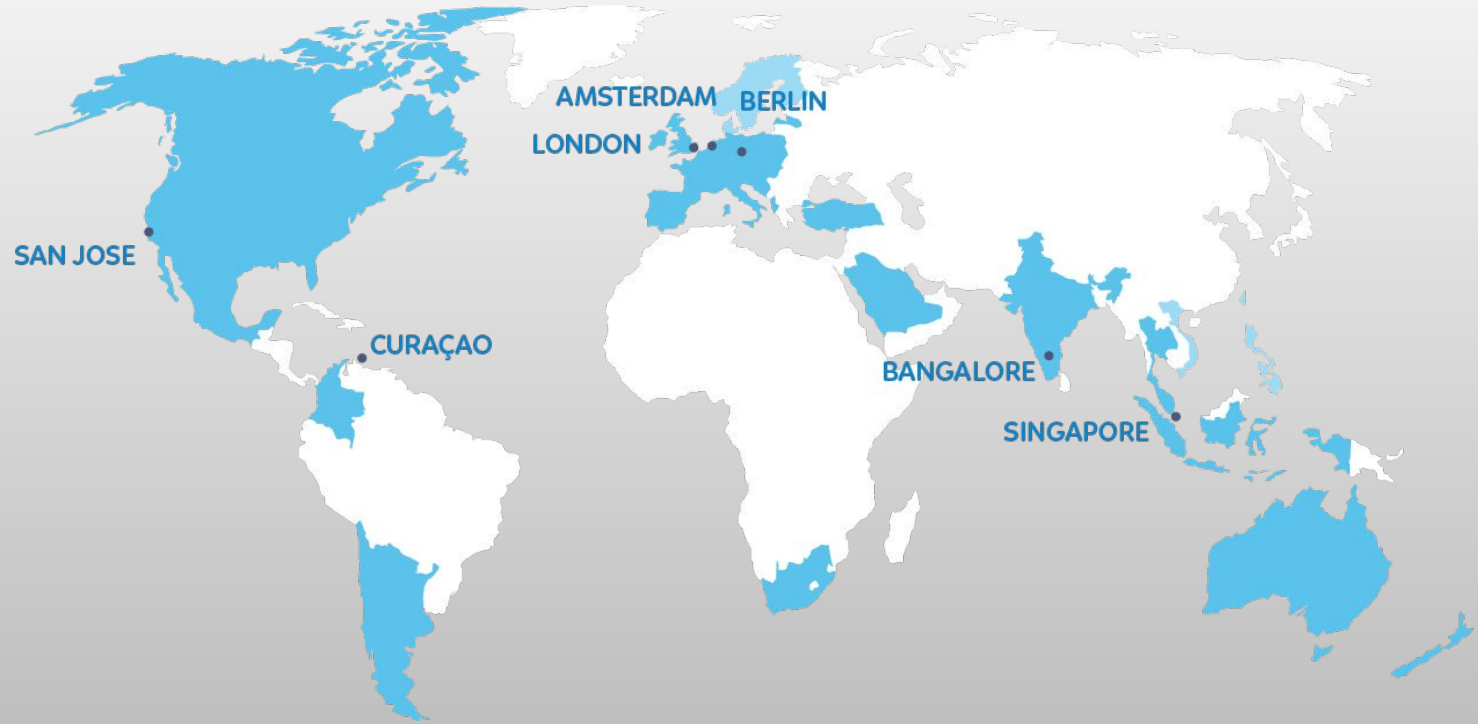 AMSTERDAM
BERLIN
LONDON
SAN JOSE
CURAÇAO
BANGALORE
SINGAPORE